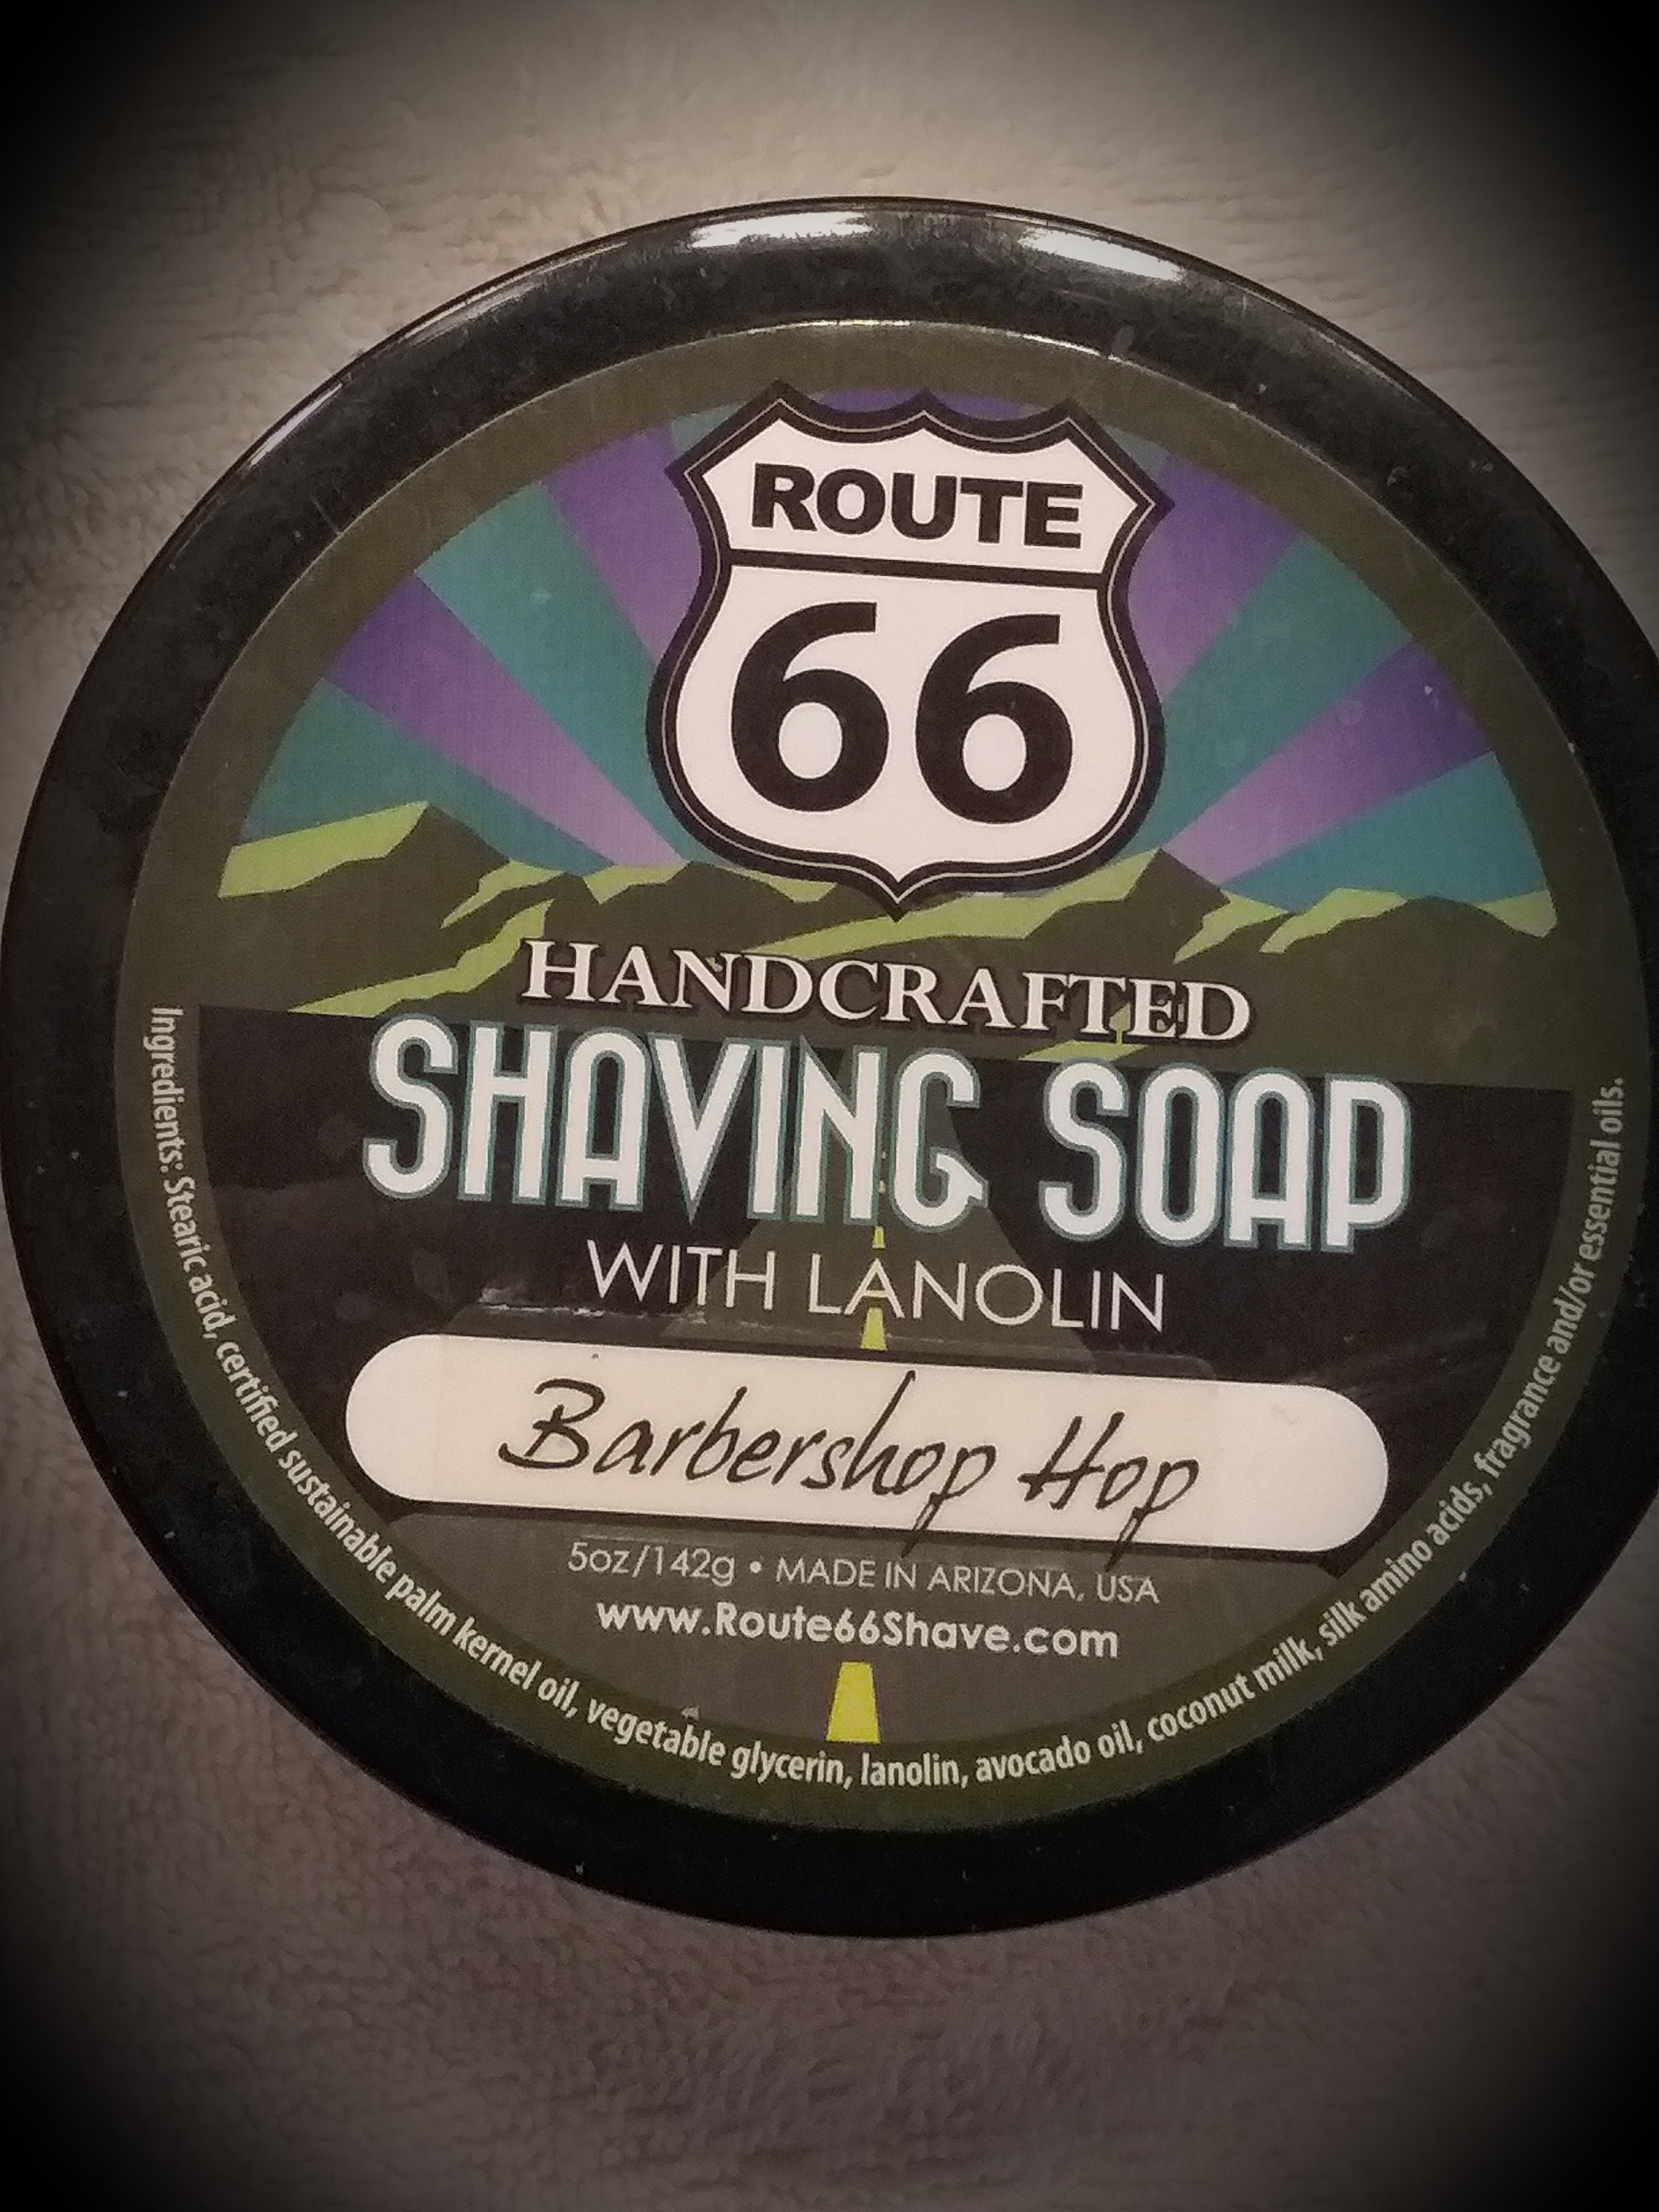 ROUTE
66
HANDCRAFTED
SHAVING SOAP
WITH LANOLIN
Barbershop Hop
5oz/142g • MADE IN ARIZONA, USA
www.Route66Shave.com
Ingredients: Stearic acid, certified sustainable palm kernel oil, vegetable glycerin, lanolin, avocado oil, coconut milk, silk amino acids, fragrance and/or essential oils.